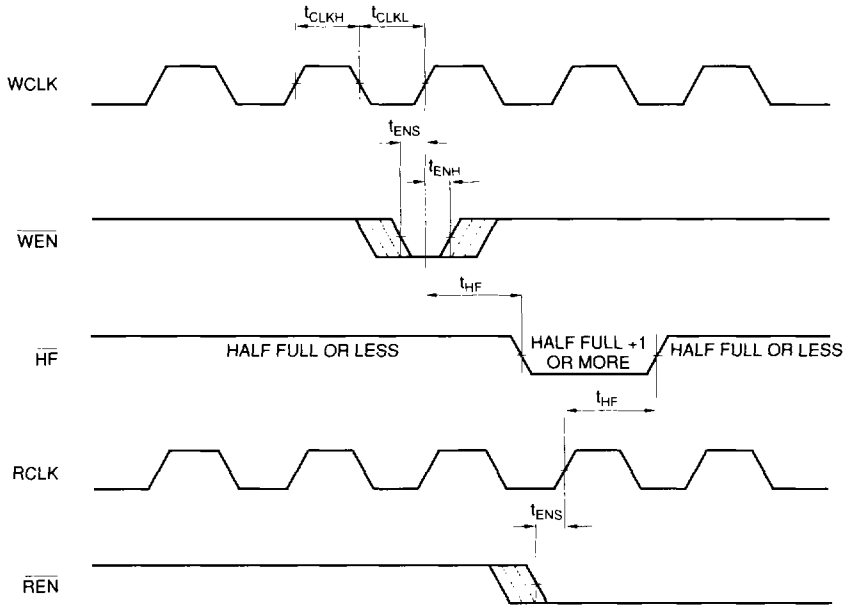 tCLKH tCLKL
WCLK
tENS
tENH
WEN
tHF
HF
HALF FULL OR LESS
HALF FULL +1
OR MORE
HALF FULL OR LESS
tHF
RCLK
tENS
REN